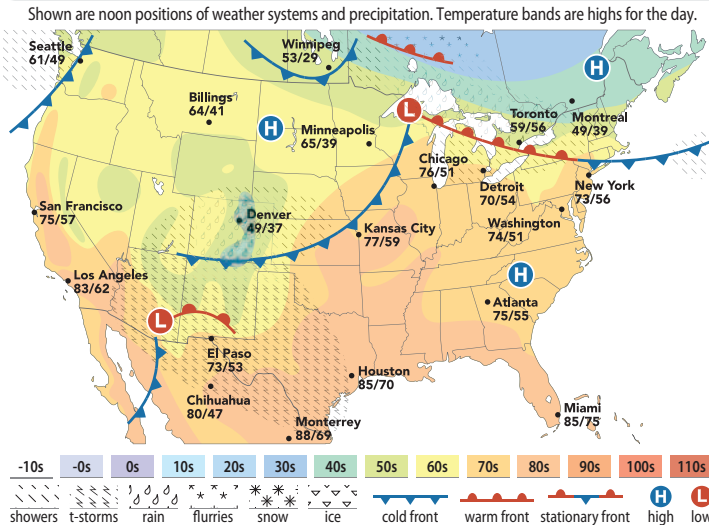 Shown are noon positions of weather systems and precipitation. Temperature bands are highs for the day.
Seattle
61/49
Winnipeg
53/29
H
Billings
64/41
H
Minneapolis
65/39
L
Toronto
59/56
Montreal
49/39
Chicago
76/51
Detroit
70/54
New York
73/56
San Francisco
75/57
Denver
49/37
Kansas City
77/59
Washington
74/51
Los Angeles
83/62
H
Atlanta
75/55
L
El Paso
73/53
Houston
85/70
Chihuahua
80/47
Monterrey
88/69
Miami
85/75
-10s -0s 0s 10s 20s 30s 40s 50s 60s 70s 80s 90s 100s 110s
H L
showers t-storms rain flurries snow ice cold front warm front stationary front high low